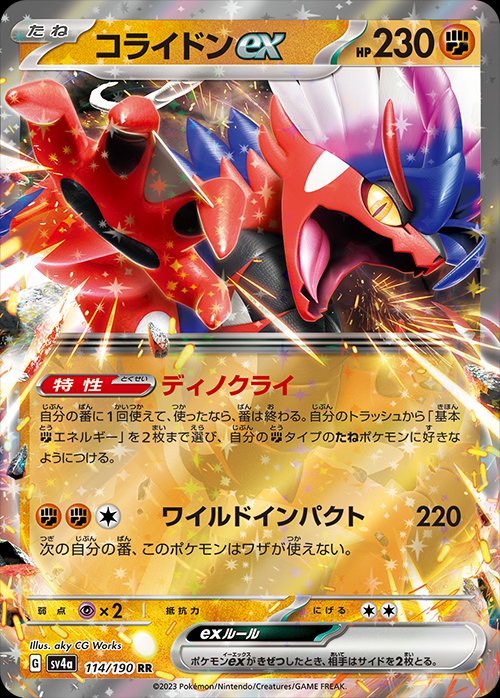 たね コライドンex HP 230
特性 とくせい ディノクライ
自分の番に1回使えて、使ったなら、番は終わる。自分のトラッシュから「基本
エネルギー」を2枚まで選び、自分の タイプのたねポケモンに好きな
ようにつける。
ワイルドインパクト 220
次の自分の番、このポケモンはワザが使えない。
弱点 ×2 抵抗力 にげる
Illus. aky CG Works
exルール
ポケモンexがきぜつしたとき、相手はサイドを2枚とる。
G sv4a 114/190 RR
©2023 Pokémon/Nintendo/Creatures/GAME FREAK.